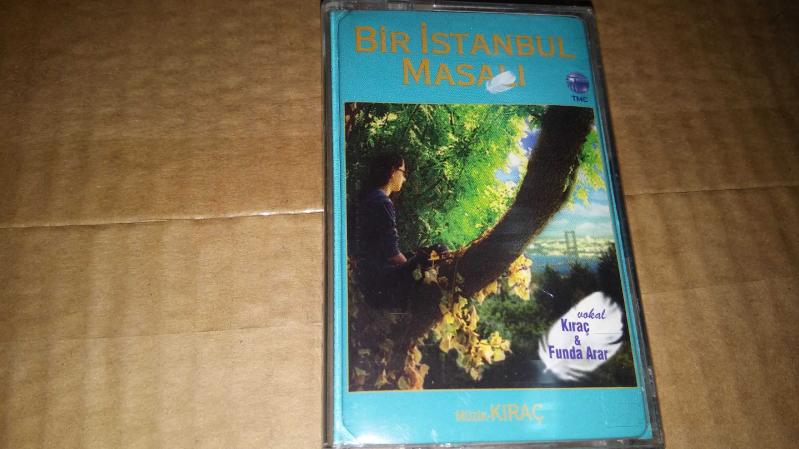 BİR İSTANBUL
MASALI
TMC
vokal
Kıraç
&
Funda Arar
Müzik: KIRAÇ